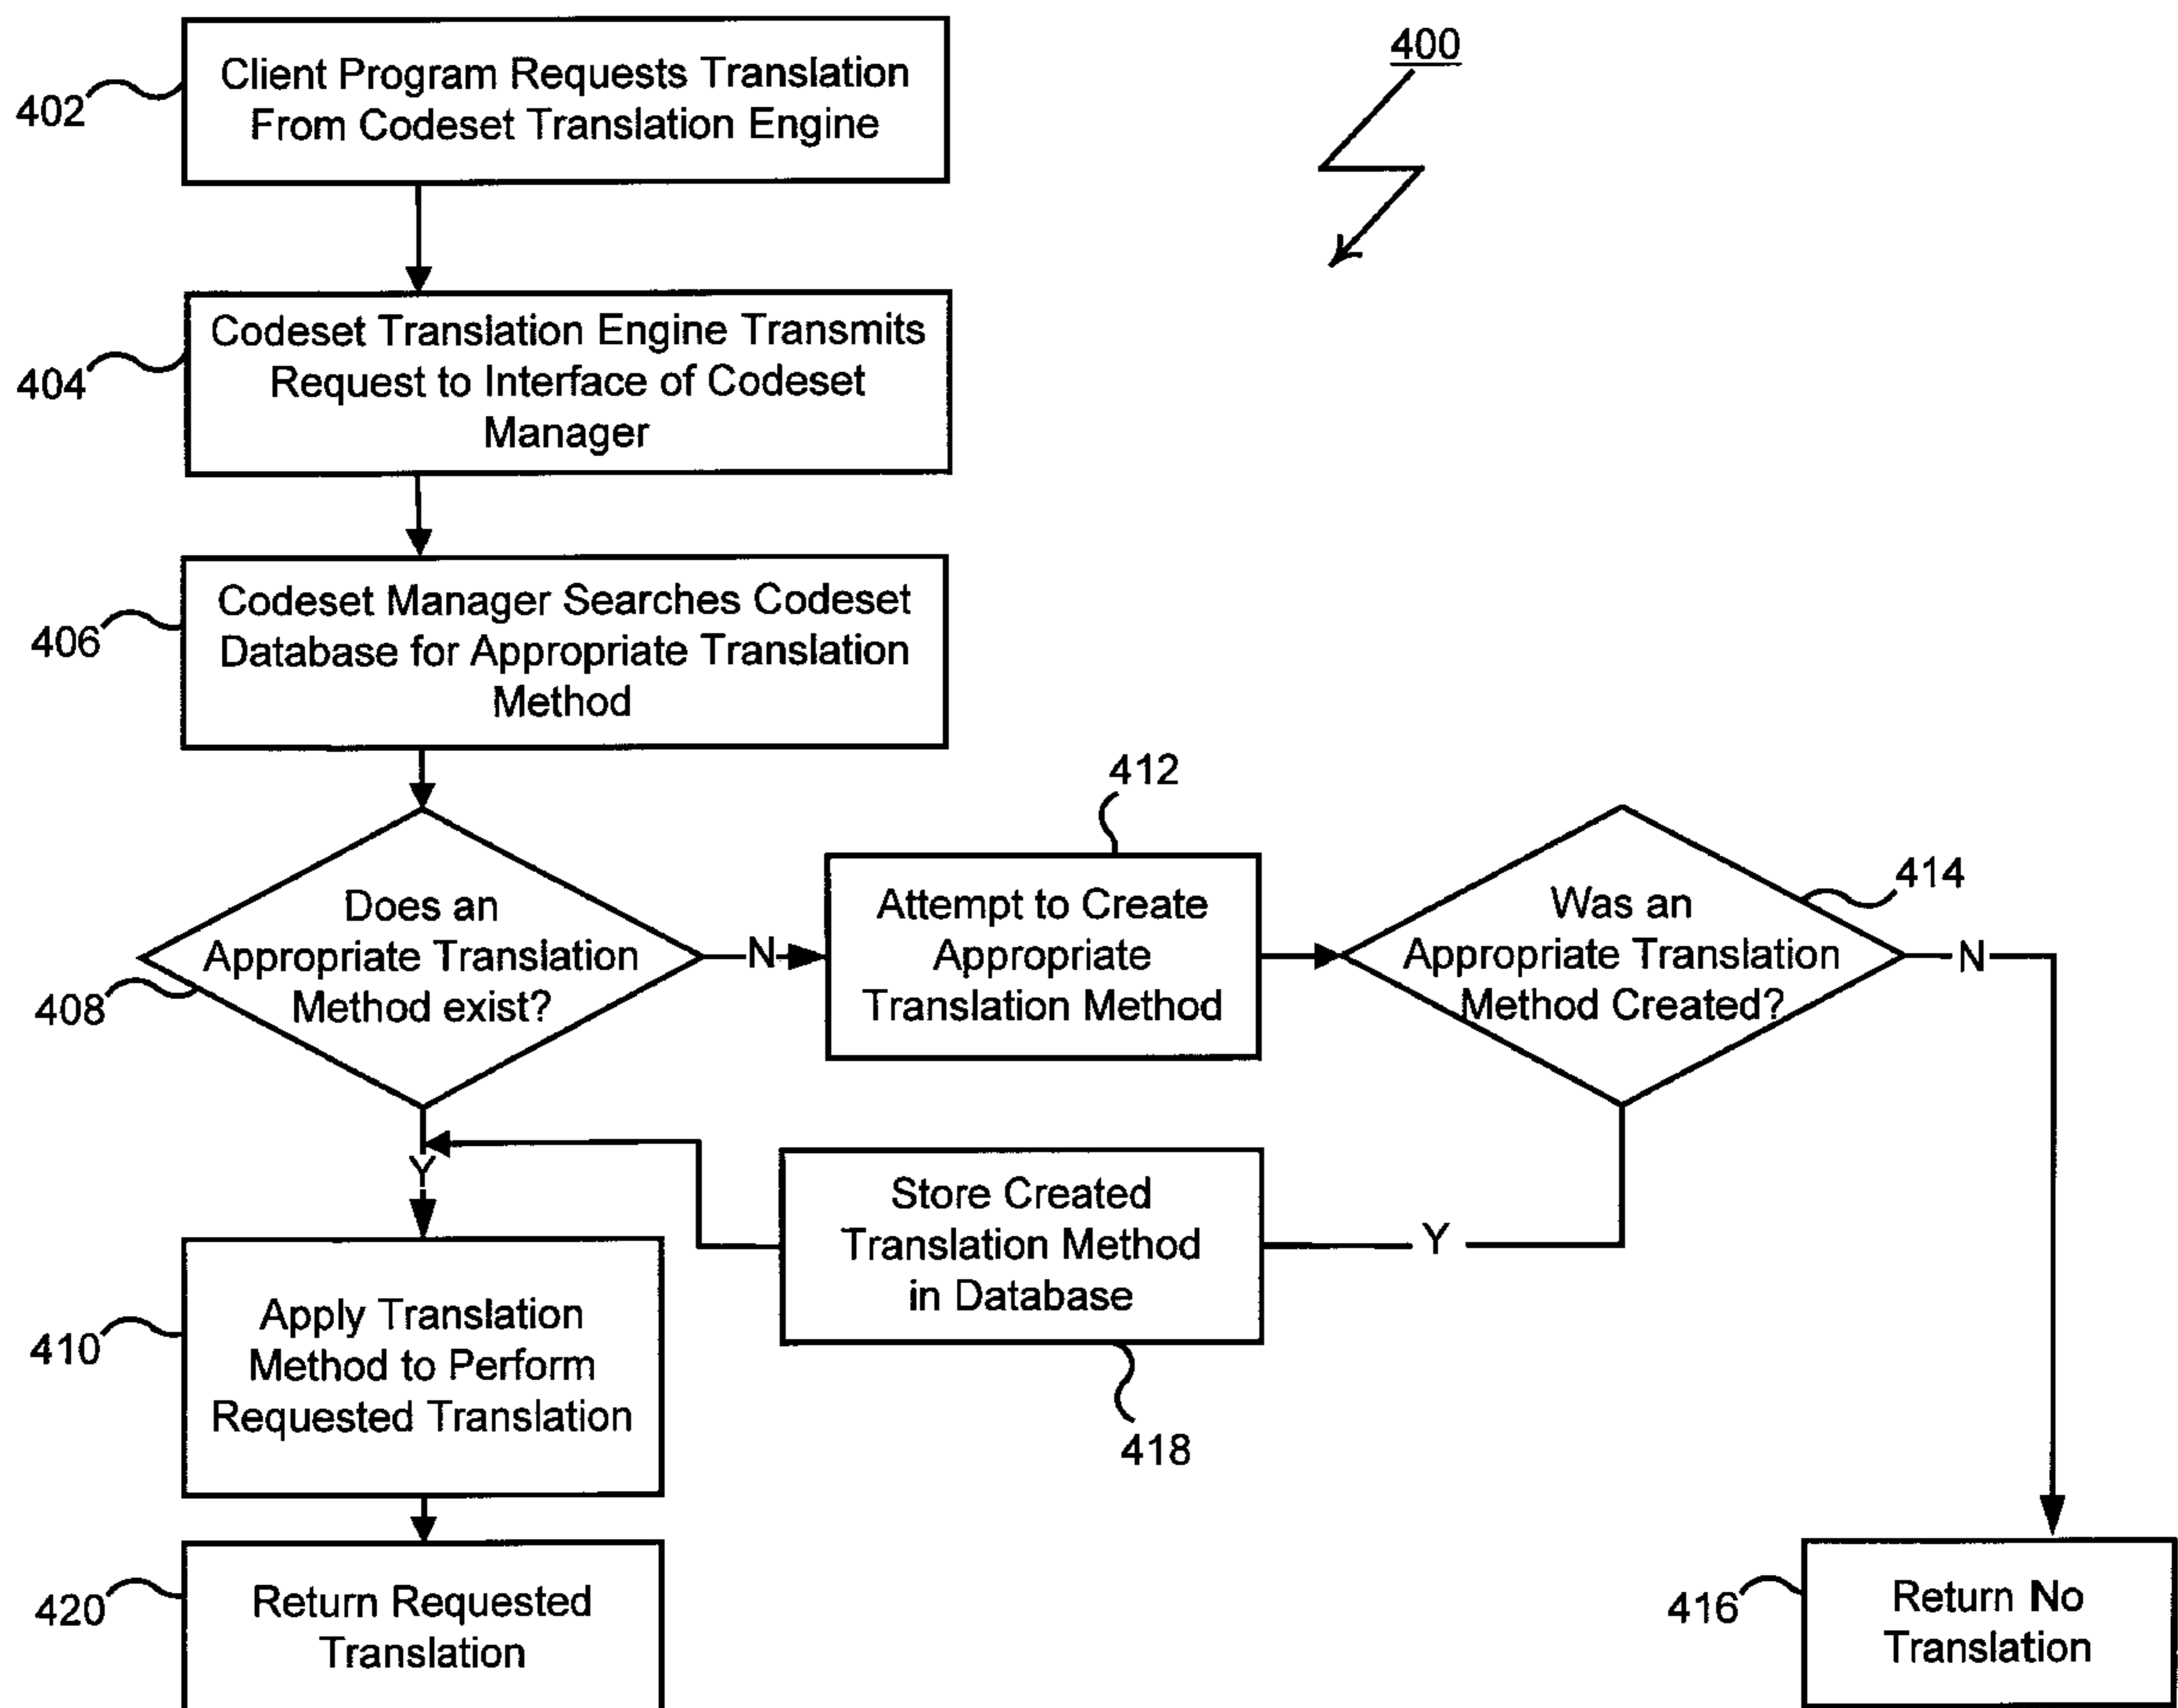 400
402
Client Program Requests Translation
From Codeset Translation Engine
404
Codeset Translation Engine Transmits
Request to Interface of Codeset
Manager
406
Codeset Manager Searches Codeset
Database for Appropriate Translation
Method
408
Does an
Appropriate Translation
Method exist?
N
412
Attempt to Create
Appropriate
Translation Method
414
Was an
Appropriate Translation
Method Created?
N
Y
Y
Store Created
Translation Method
in Database
418
410
Apply Translation
Method to Perform
Requested Translation
420
Return Requested
Translation
416
Return No
Translation